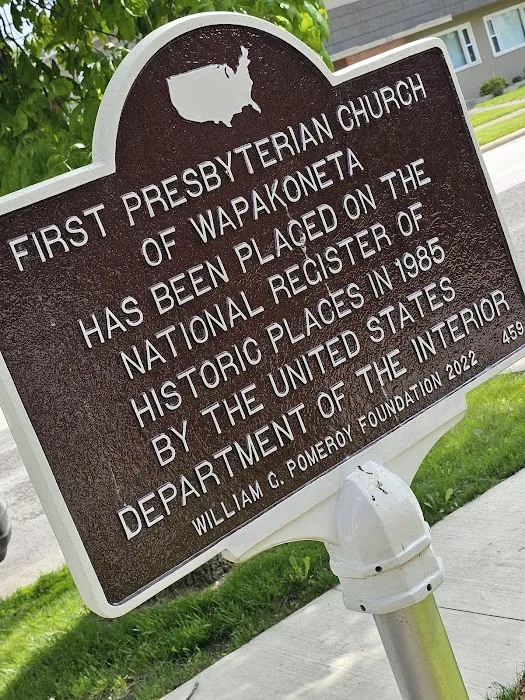 FIRST PRESBYTERIAN CHURCH
OF WAPAKONETA
HAS BEEN PLACED ON THE
NATIONAL REGISTER OF
HISTORIC PLACES IN 1985
BY THE UNITED STATES
DEPARTMENT OF THE INTERIOR
WILLIAM G. POMEROY FOUNDATION 2022 459